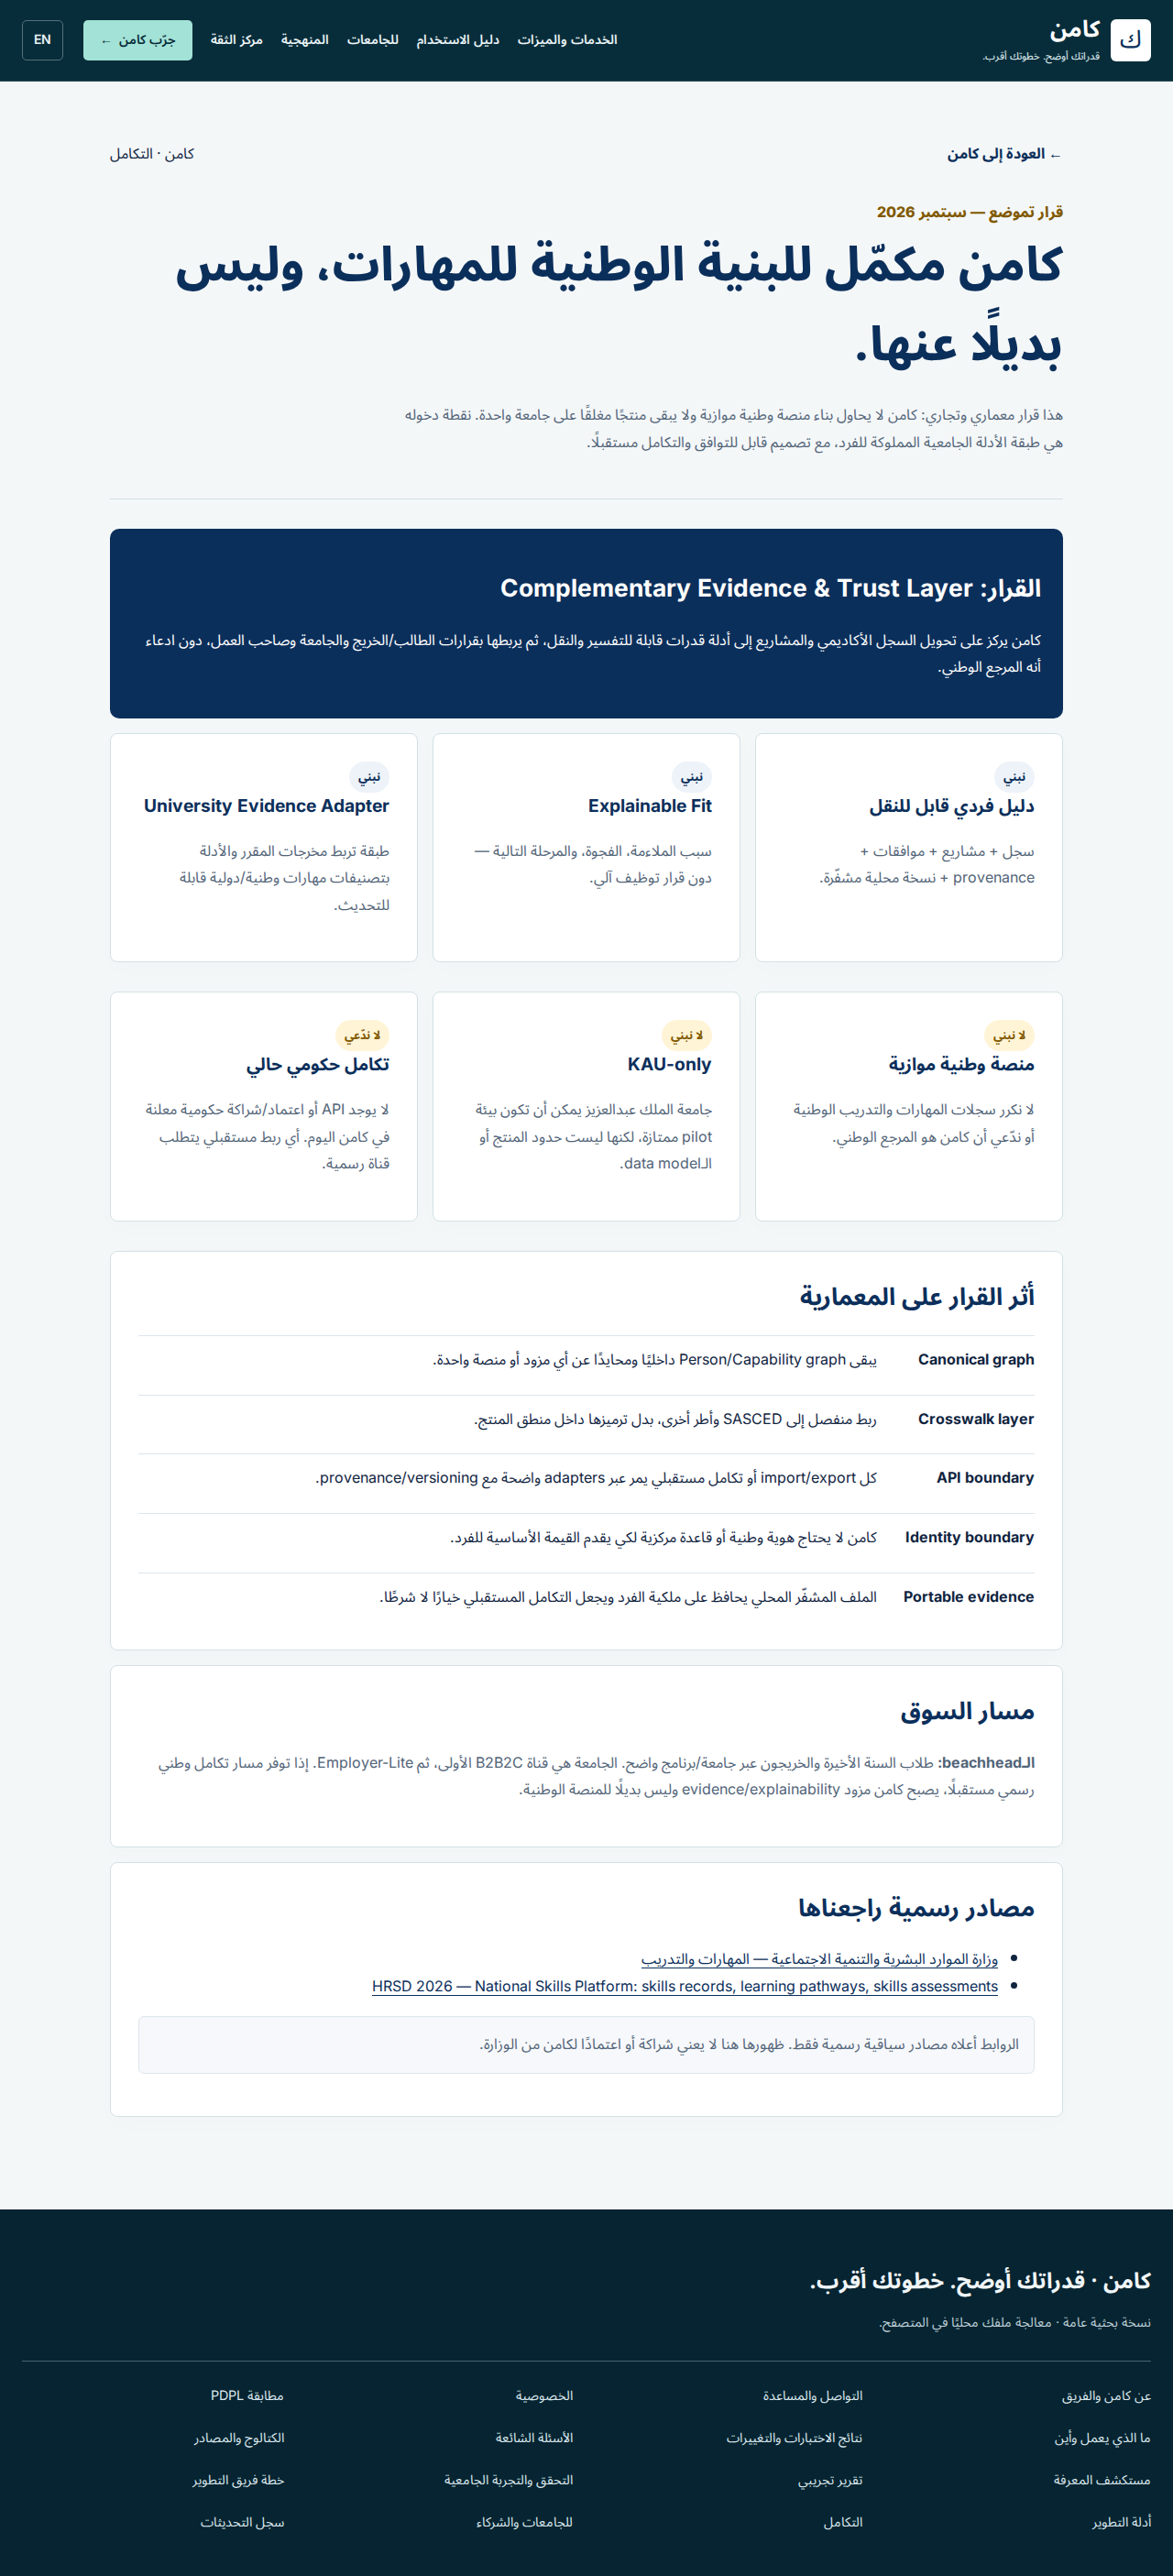 كامن
قدراتك أوضح. خطوتك أقرب.
الخدمات والميزات
دليل الاستخدام
للجامعات
المنهجية
مركز الثقة
جرّب كامن ←
EN
← العودة إلى كامن
كامن · التكامل
قرار تموضع — سبتمبر 2026
كامن مكمّل للبنية الوطنية للمهارات، وليس
بديلًا عنها.
هذا قرار معماري وتجاري: كامن لا يحاول بناء منصة وطنية موازية ولا يبقى منتجًا مغلقًا على جامعة واحدة. نقطة دخوله
هي طبقة الأدلة الجامعية المملوكة للفرد، مع تصميم قابل للتوافق والتكامل مستقبلًا.
القرار: Complementary Evidence & Trust Layer
كامن يركز على تحويل السجل الأكاديمي والمشاريع إلى أدلة قدرات قابلة للتفسير والنقل، ثم يربطها بقرارات الطالب/الخريج والجامعة وصاحب العمل، دون ادعاء
أنه المرجع الوطني.
نبني
دليل فردي قابل للنقل
سجل + مشاريع + موافقات +
provenance + نسخة محلية مشفّرة.
نبني
Explainable Fit
سبب الملاءمة، الفجوة، والمرحلة التالية —
دون قرار توظيف آلي.
نبني
University Evidence Adapter
طبقة تربط مخرجات المقرر والأدلة
بتصنيفات مهارات وطنية/دولية قابلة
للتحديث.
لا نبني
منصة وطنية موازية
لا نكرر سجلات المهارات والتدريب الوطنية
أو ندّعي أن كامن هو المرجع الوطني.
لا نبني
KAU-only
جامعة الملك عبدالعزيز يمكن أن تكون بيئة
pilot ممتازة، لكنها ليست حدود المنتج أو
الـdata model.
لا ندّعي
تكامل حكومي حالي
لا يوجد API أو اعتماد/شراكة حكومية معلنة
في كامن اليوم. أي ربط مستقبلي يتطلب
قناة رسمية.
أثر القرار على المعمارية
Canonical graph
يبقى Person/Capability graph داخليًا ومحايدًا عن أي مزود أو منصة واحدة.
Crosswalk layer
ربط منفصل إلى SASCED وأطر أخرى، بدل ترميزها داخل منطق المنتج.
API boundary
كل import/export أو تكامل مستقبلي يمر عبر adapters واضحة مع provenance/versioning.
Identity boundary
كامن لا يحتاج هوية وطنية أو قاعدة مركزية لكي يقدم القيمة الأساسية للفرد.
Portable evidence
الملف المشفّر المحلي يحافظ على ملكية الفرد ويجعل التكامل المستقبلي خيارًا لا شرطًا.
مسار السوق
الـbeachhead: طلاب السنة الأخيرة والخريجون عبر جامعة/برنامج واضح. الجامعة هي قناة B2B2C الأولى، ثم Employer-Lite. إذا توفر مسار تكامل وطني
رسمي مستقبلًا، يصبح كامن مزود evidence/explainability وليس بديلًا للمنصة الوطنية.
مصادر رسمية راجعناها
وزارة الموارد البشرية والتنمية الاجتماعية — المهارات والتدريب
HRSD 2026 — National Skills Platform: skills records, learning pathways, skills assessments
الروابط أعلاه مصادر سياقية رسمية فقط. ظهورها هنا لا يعني شراكة أو اعتمادًا لكامن من الوزارة.
كامن · قدراتك أوضح. خطوتك أقرب.
نسخة بحثية عامة · معالجة ملفك محليًا في المتصفح.
عن كامن والفريق
التواصل والمساعدة
الخصوصية
مطابقة PDPL
ما الذي يعمل وأين
نتائج الاختبارات والتغييرات
الأسئلة الشائعة
الكتالوج والمصادر
مستكشف المعرفة
تقرير تجريبي
التحقق والتجربة الجامعية
خطة فريق التطوير
أدلة التطوير
التكامل
للجامعات والشركاء
سجل التحديثات